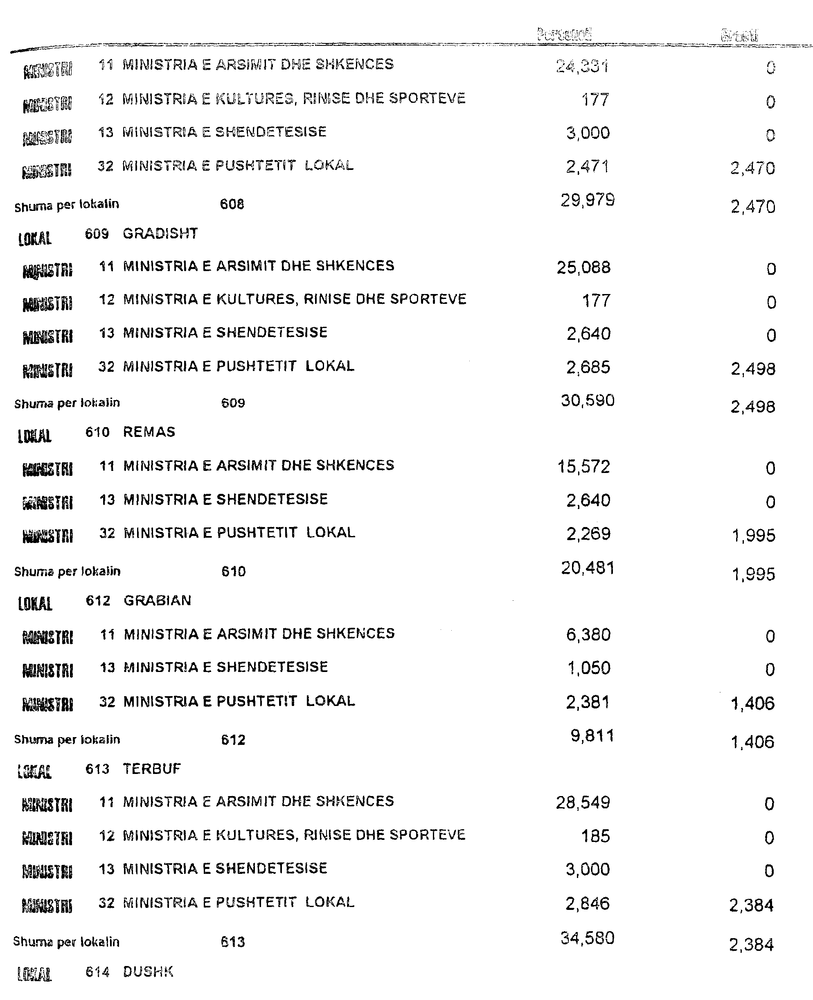 Personeli Granti
MINISTRI 11 MINISTRIA E ARSIMIT DHE SHKENCES 24,331 0
MINISTRI 12 MINISTRIA E KULTURES, RINISE DHE SPORTEVE 177 0
MINISTRI 13 MINISTRIA E SHENDETESISE 3,000 0
MINISTRI 32 MINISTRIA E PUSHTETIT LOKAL 2,471 2,470
Shuma per lokalin 608 29,979 2,470
LOKAL 609 GRADISHT
MINISTRI 11 MINISTRIA E ARSIMIT DHE SHKENCES 25,088 0
MINISTRI 12 MINISTRIA E KULTURES, RINISE DHE SPORTEVE 177 0
MINISTRI 13 MINISTRIA E SHENDETESISE 2,640 0
MINISTRI 32 MINISTRIA E PUSHTETIT LOKAL 2,685 2,498
Shuma per lokalin 609 30,590 2,498
LOKAL 610 REMAS
MINISTRI 11 MINISTRIA E ARSIMIT DHE SHKENCES 15,572 0
MINISTRI 13 MINISTRIA E SHENDETESISE 2,640 0
MINISTRI 32 MINISTRIA E PUSHTETIT LOKAL 2,269 1,995
Shuma per lokalin 610 20,481 1,995
LOKAL 612 GRABIAN
MINISTRI 11 MINISTRIA E ARSIMIT DHE SHKENCES 6,380 0
MINISTRI 13 MINISTRIA E SHENDETESISE 1,050 0
MINISTRI 32 MINISTRIA E PUSHTETIT LOKAL 2,381 1,406
Shuma per lokalin 612 9,811 1,406
LOKAL 613 TERBUF
MINISTRI 11 MINISTRIA E ARSIMIT DHE SHKENCES 28,549 0
MINISTRI 12 MINISTRIA E KULTURES, RINISE DHE SPORTEVE 185 0
MINISTRI 13 MINISTRIA E SHENDETESISE 3,000 0
MINISTRI 32 MINISTRIA E PUSHTETIT LOKAL 2,846 2,384
Shuma per lokalin 613 34,580 2,384
LOKAL 614 DUSHK